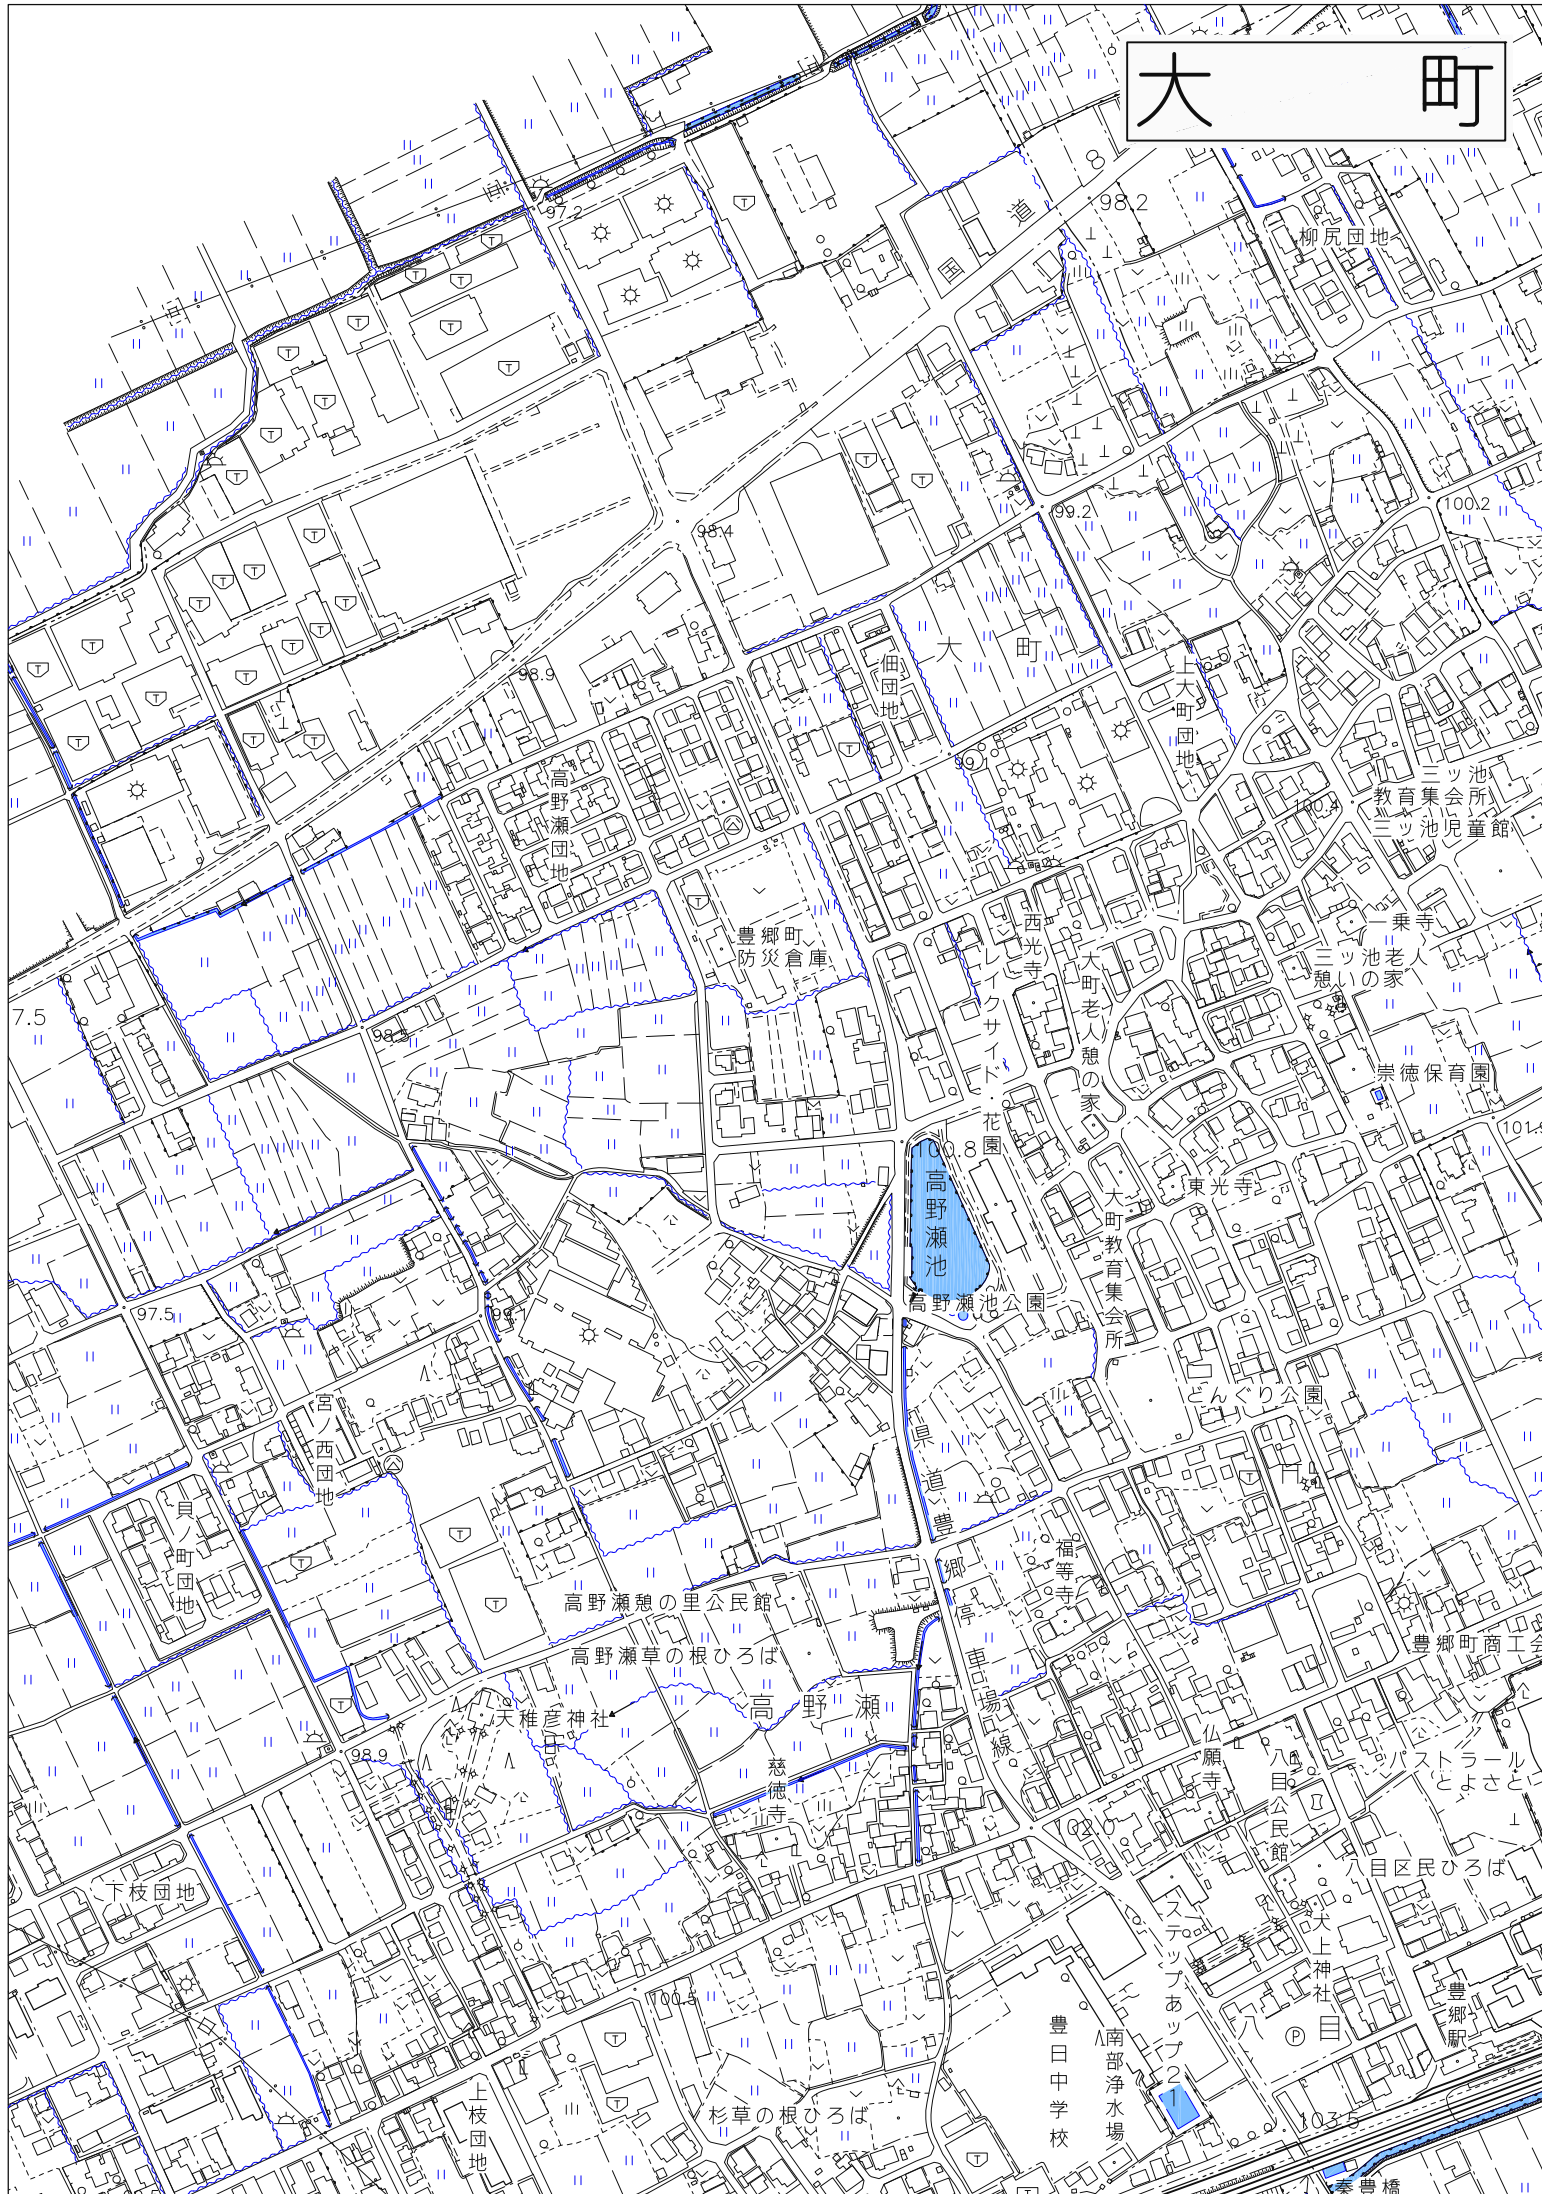 大町
国道8
98.2
97.2
柳尻団地
98.4
99.2
100.2
98.9
大町
佃団地
上大町団地
99.1
100.4
三ッ池
教育集会所
三ッ池児童館
高野瀬団地
豊郷町
防災倉庫
西光寺
レイクサイド・花園
大町老人憩の家
一乗寺
三ッ池老人
憩いの家
7.5
98.5
崇徳保育園
100.8
高野瀬池
東光寺
大町教育集会所
高野瀬池公園
97.5
どんぐり公園
宮ノ西団地
貝ノ町団地
県道豊郷停車場線
福等寺
高野瀬憩の里公民館
高野瀬草の根ひろば
豊郷町商工会
高野瀬
天稚彦神社
98.9
慈徳寺
仏願寺
八目公民館
パストラール
とよさと
102.0
八目区民ひろば
下枝団地
ステップあップ21
犬上神社
豊郷駅
100.5
八目
P
豊日中学校
南部浄水場
上枝団地
杉草の根ひろば
103.5
秦豊橋